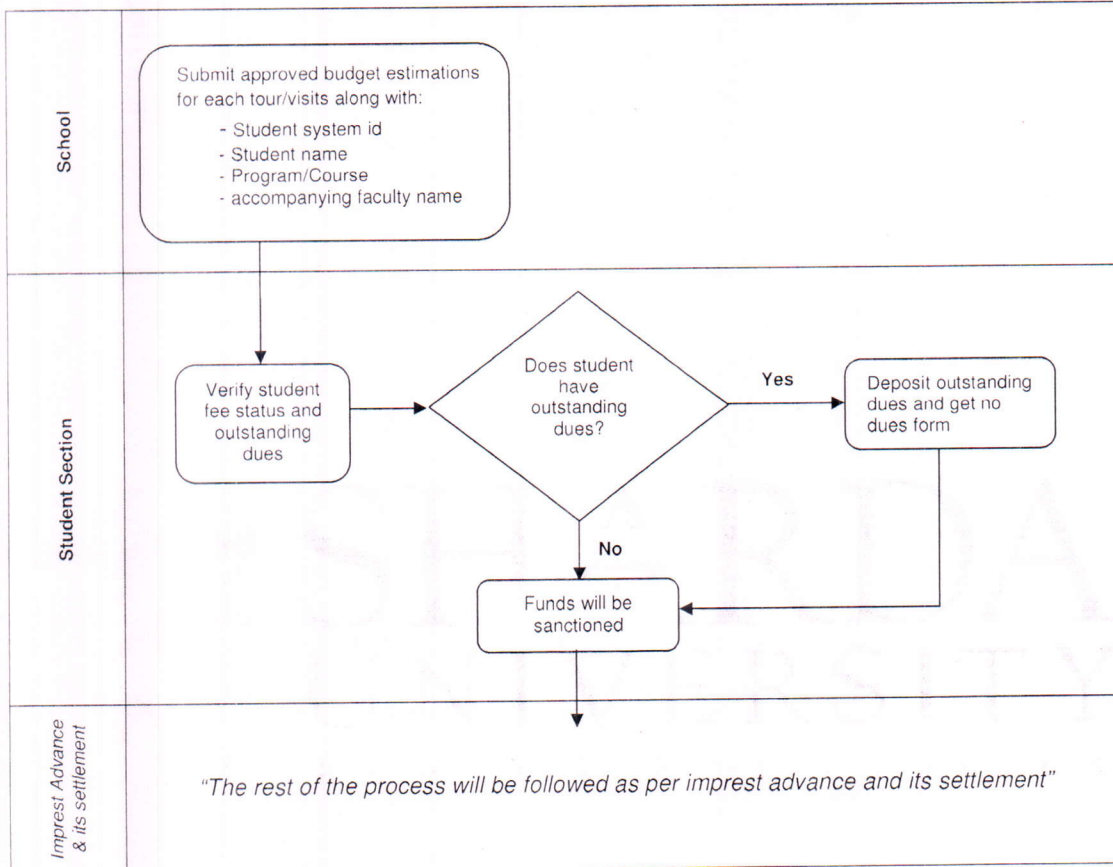 School
Submit approved budget estimations
for each tour/visits along with:
- Student system id
- Student name
- Program/Course
- accompanying faculty name
Student Section
Verify student
fee status and
outstanding
dues
Does student
have
outstanding
dues?
Yes
Deposit outstanding
dues and get no
dues form
No
Funds will be
sanctioned
SHARDA
UNIVERSITY
Imprest Advance
& its settlement
“The rest of the process will be followed as per imprest advance and its settlement”